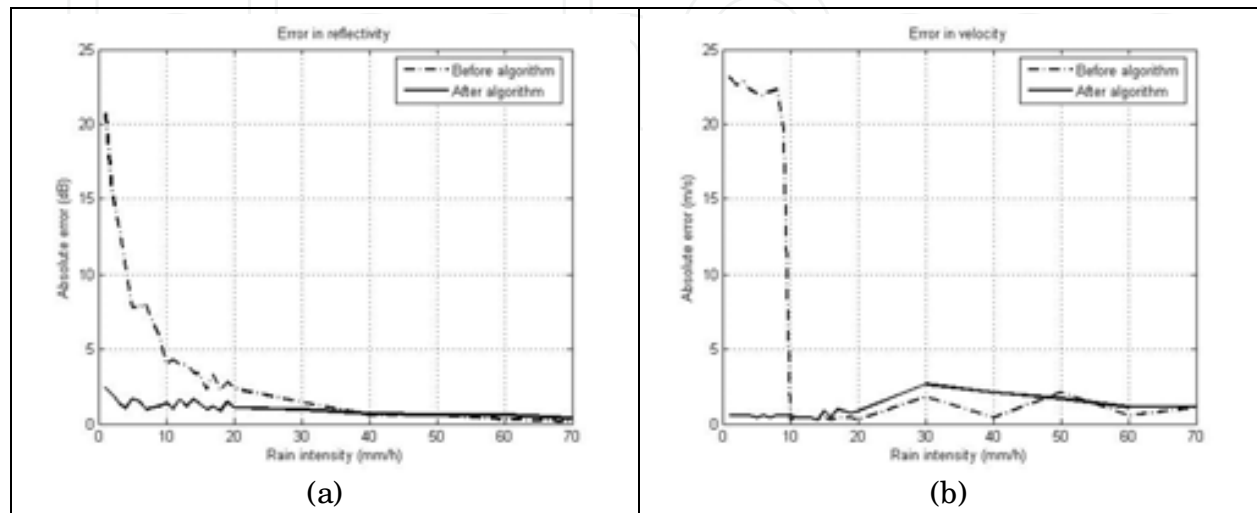 Error in reflectivity
25
20
15
10
5
0
Absolute error (dB)
Before algorithm
After algorithm
0 10 20 30 40 50 60 70
Rain intensity (mm/h)
(a)
Error in velocity
25
20
15
10
5
0
Absolute error (m/s)
Before algorithm
After algorithm
0 10 20 30 40 50 60 70
Rain intensity (mm/h)
(b)